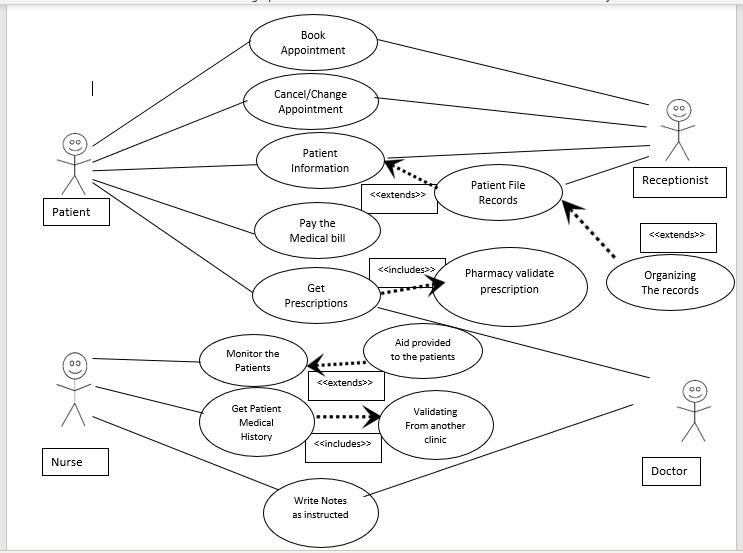 Book
Appointment
Cancel/Change
Appointment
Patient
Information
<<extends>>
Patient File
Records
Receptionist
Patient
Pay the
Medical bill
<<extends>>
<<includes>>
Get
Prescriptions
Pharmacy validate
prescription
Organizing
The records
Monitor the
Patients
Aid provided
to the patients
<<extends>>
Get Patient
Medical
History
Validating
From another
clinic
<<includes>>
Nurse
Doctor
Write Notes
as instructed